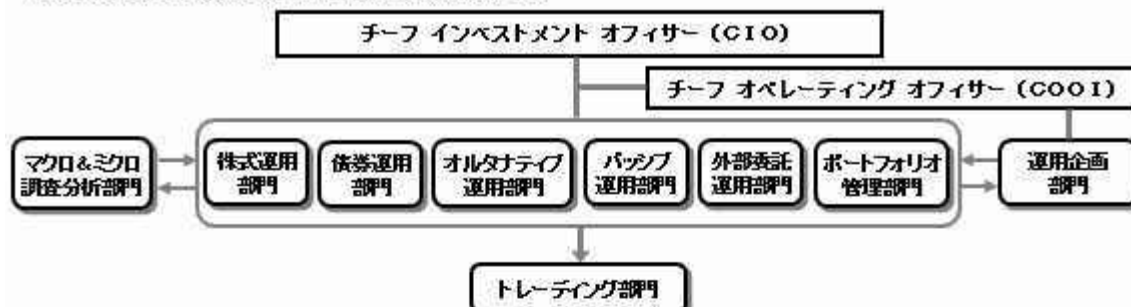 チーフ インベストメント オフィサー (CIO)
チーフ オペレーティング オフィサー (COOI)
マクロ&ミクロ
調査分析部門
株式運用
部門
債券運用
部門
オルタナティブ
運用部門
パッシブ
運用部門
外部委託
運用部門
ポートフォリオ
管理部門
運用企画
部門
トレーディング部門